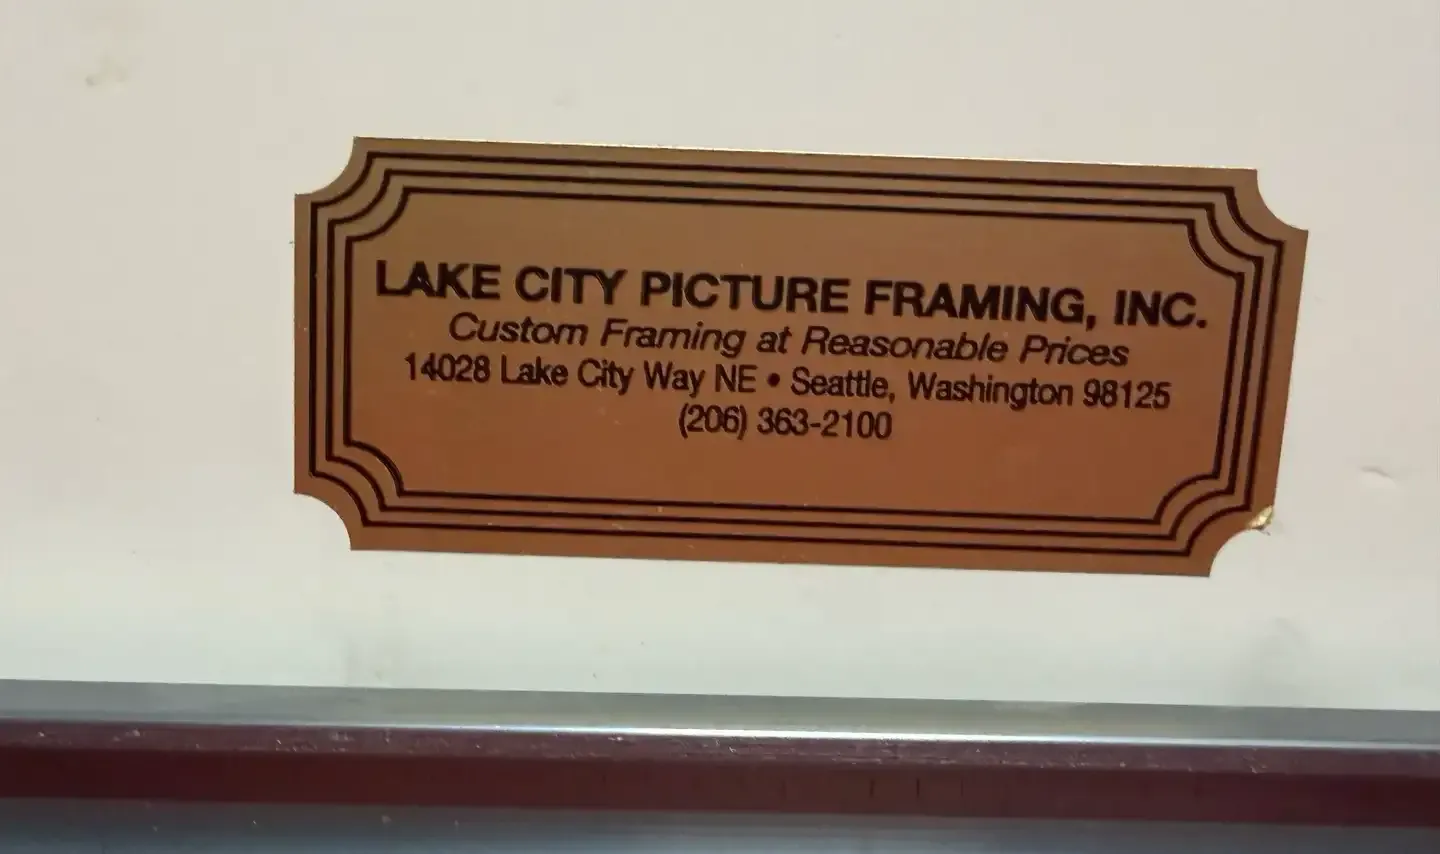 LAKE CITY PICTURE FRAMING, INC.
Custom Framing at Reasonable Prices
14028 Lake City Way NE • Seattle, Washington 98125
(206) 363-2100